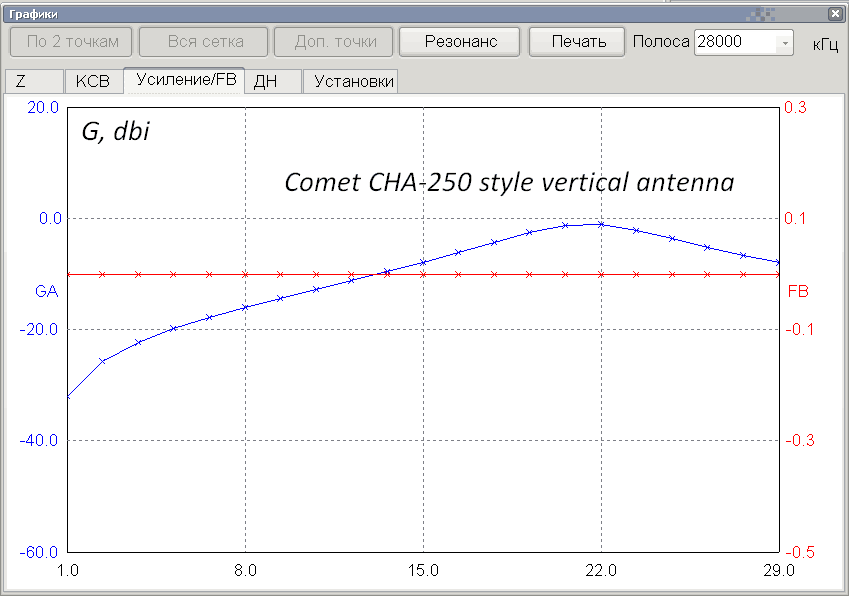 Графики
По 2 точкам Вся сетка Доп. точки Резонанс Печать Полоса 28000 кГц
Z КСВ Усиление/FB ДН Установки
20.0 0.3
G, dbi
Comet CHA-250 style vertical antenna
0.0 0.1
GA FB
-20.0 -0.1
-40.0 -0.3
-60.0 -0.5
1.0 8.0 15.0 22.0 29.0